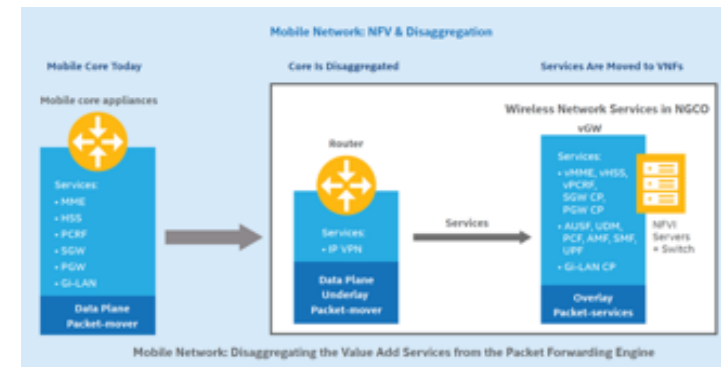 Mobile Network: NFV & Disaggregation
Mobile Core Today
Core Is Disaggregated
Services Are Moved to VNFs
Mobile core appliances
Services:
• MME
• HSS
• PCRF
• SGW
• PGW
• GI-LAN
Data Plane
Packet-mover
Router
Services:
• IP VPN
Data Plane
Underlay
Packet-mover
Services
Wireless Network Services in NGCO
vGW
Services:
• vMME, vHSS,
vPCRF,
SGW CP,
PGW CP
• AUSF, UDM,
PCF, AMF, SMF,
UPF
• GI-LAN CP
Overlay
Packet-services
NFVI
Servers
+ Switch
Mobile Network: Disaggregating the Value Add Services from the Packet Forwarding Engine